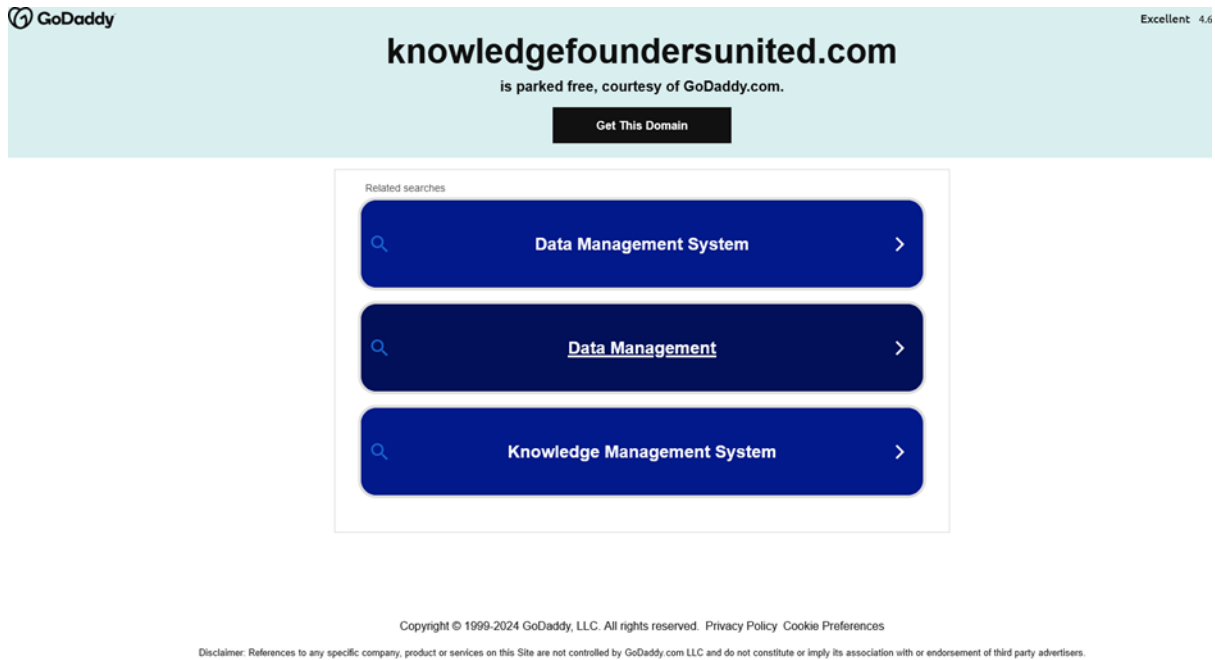 GoDaddy
Excellent 4.6
knowledgefoundersunited.com
is parked free, courtesy of GoDaddy.com.
Get This Domain
Related searches
Data Management System
Data Management
Knowledge Management System
Copyright © 1999-2024 GoDaddy, LLC. All rights reserved. Privacy Policy Cookie Preferences
Disclaimer: References to any specific company, product or services on this Site are not controlled by GoDaddy.com LLC and do not constitute or imply its association with or endorsement of third party advertisers.